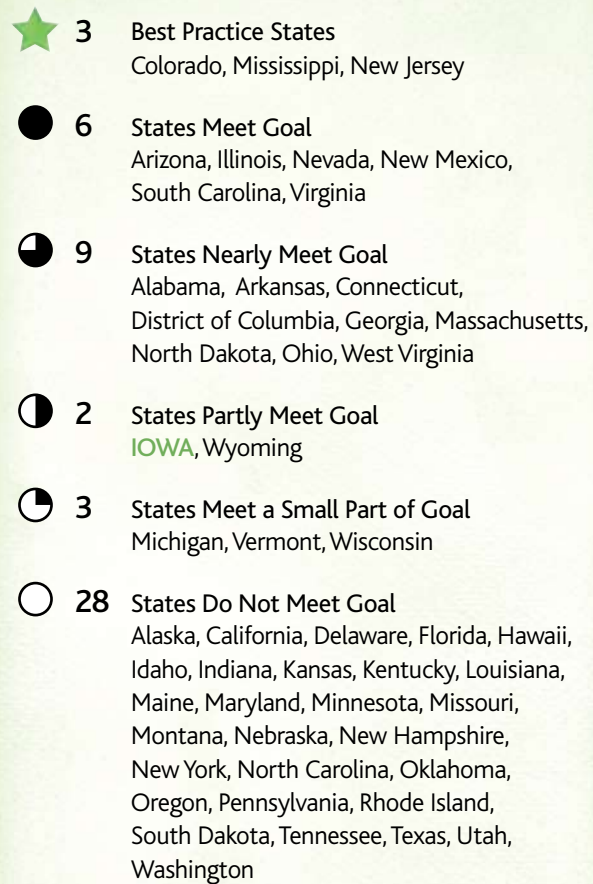 3 Best Practice States
Colorado, Mississippi, New Jersey
6 States Meet Goal
Arizona, Illinois, Nevada, New Mexico,
South Carolina, Virginia
9 States Nearly Meet Goal
Alabama, Arkansas, Connecticut,
District of Columbia, Georgia, Massachusetts,
North Dakota, Ohio, West Virginia
2 States Partly Meet Goal
IOWA, Wyoming
3 States Meet a Small Part of Goal
Michigan, Vermont, Wisconsin
28 States Do Not Meet Goal
Alaska, California, Delaware, Florida, Hawaii,
Idaho, Indiana, Kansas, Kentucky, Louisiana,
Maine, Maryland, Minnesota, Missouri,
Montana, Nebraska, New Hampshire,
New York, North Carolina, Oklahoma,
Oregon, Pennsylvania, Rhode Island,
South Dakota, Tennessee, Texas, Utah,
Washington